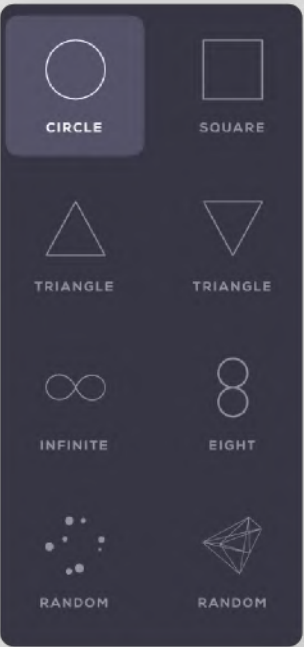 CIRCLE
SQUARE
TRIANGLE
TRIANGLE
INFINITE
EIGHT
RANDOM
RANDOM